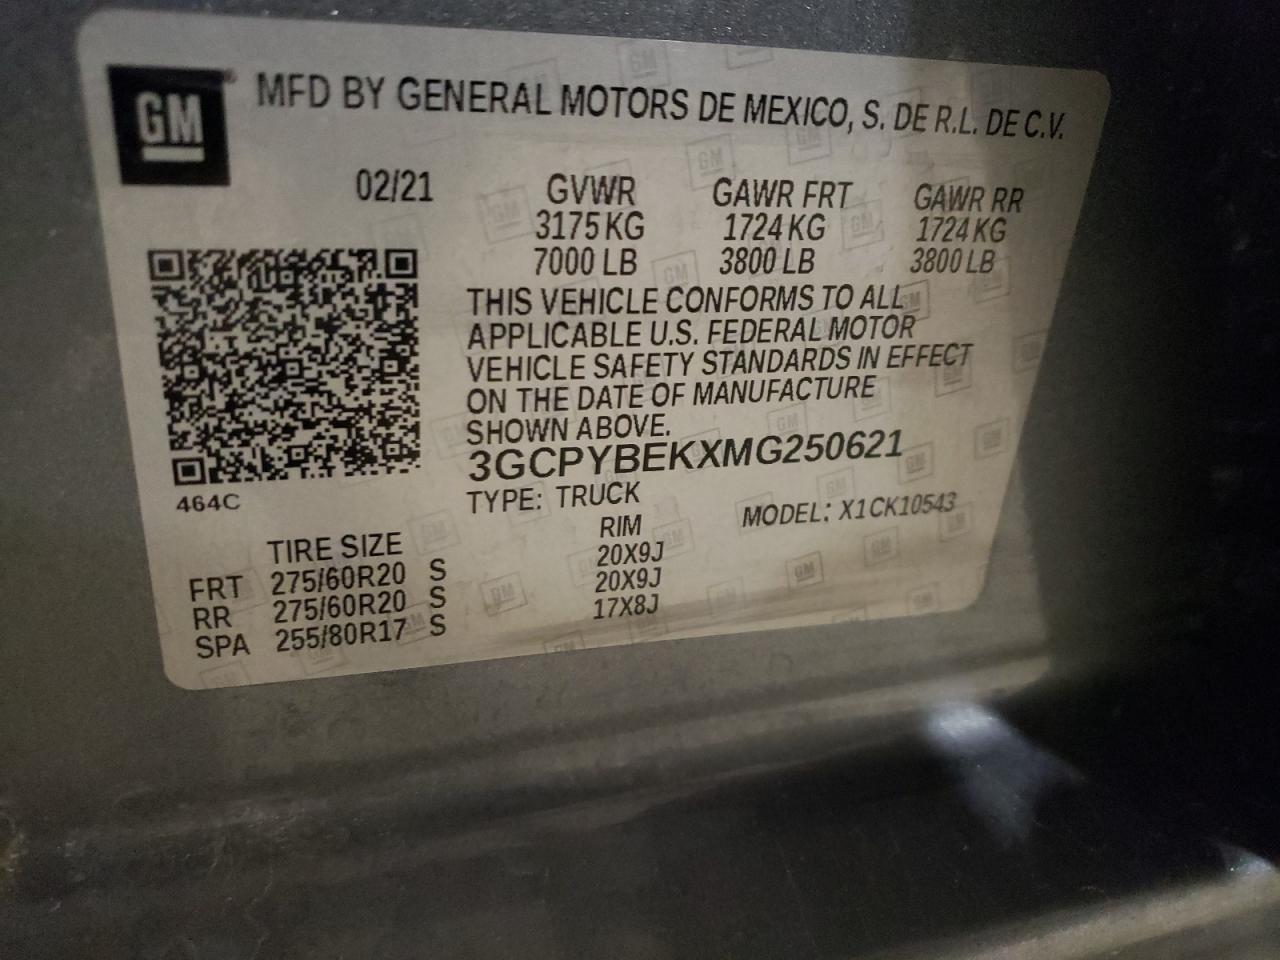 GM® MFD BY GENERAL MOTORS DE MEXICO, S. DE R.L. DE C.V.
02/21
GVWR GAWR FRT GAWR RR
3175 KG 1724 KG 1724 KG
7000 LB 3800 LB 3800 LB
THIS VEHICLE CONFORMS TO ALL
APPLICABLE U.S. FEDERAL MOTOR
VEHICLE SAFETY STANDARDS IN EFFECT
ON THE DATE OF MANUFACTURE
SHOWN ABOVE.
3GCPYBEKXMG250621
464C
TYPE: TRUCK MODEL: X1CK10543
TIRE SIZE RIM
FRT 275/60R20 S 20X9J
RR 275/60R20 S 20X9J
SPA 255/80R17 S 17X8J